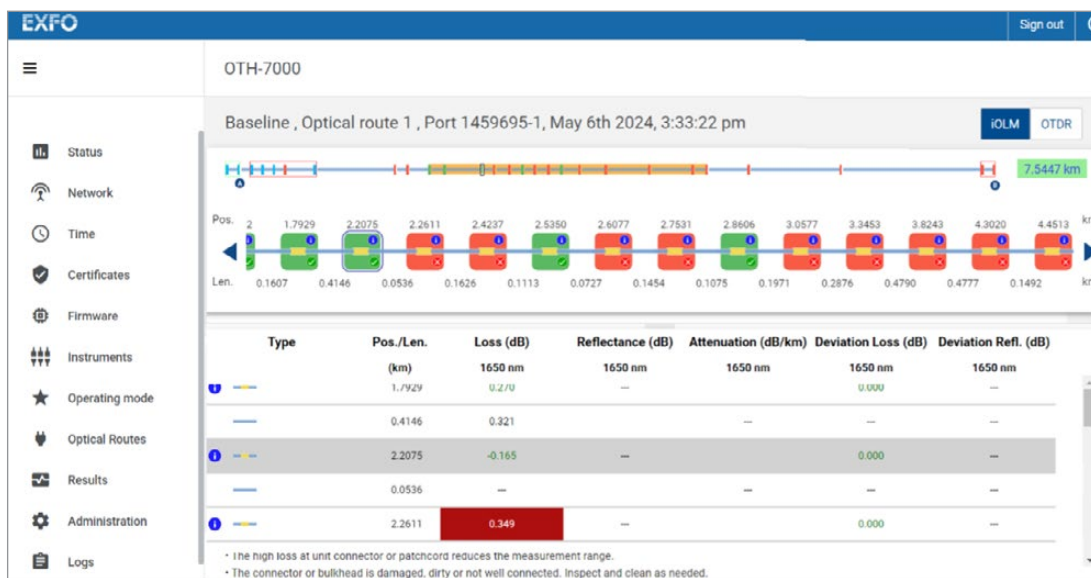 EXFO
Sign out
OTH-7000
Baseline , Optical route 1 , Port 1459695-1, May 6th 2024, 3:33:22 pm
iOLM OTDR
Status
Network
Time
Certificates
Firmware
Instruments
Operating mode
Optical Routes
Results
Administration
Logs
A B 7.5447 km
Pos. 2 1.7929 2.2075 2.2611 2.4237 2.5350 2.6077 2.7531 2.8606 3.0577 3.3453 3.8243 4.3020 4.4513
Len. 0.1607 0.4146 0.0536 0.1626 0.1113 0.0727 0.1454 0.1075 0.1971 0.2876 0.4790 0.4777 0.1492
Type Pos./Len. Loss (dB) Reflectance (dB) Attenuation (dB/km) Deviation Loss (dB) Deviation Refl. (dB)
(km) 1650 nm 1650 nm 1650 nm 1650 nm 1650 nm
1.7929 0.270 --- 0.000 ---
0.4146 0.321 --- --- ---
2.2075 -0.165 --- 0.000 ---
0.0536 --- --- --- ---
2.2611 0.349 --- 0.000 ---
• The high loss at unit connector or patchcord reduces the measurement range.
• The connector or bulkhead is damaged, dirty or not well connected. Inspect and clean as needed.